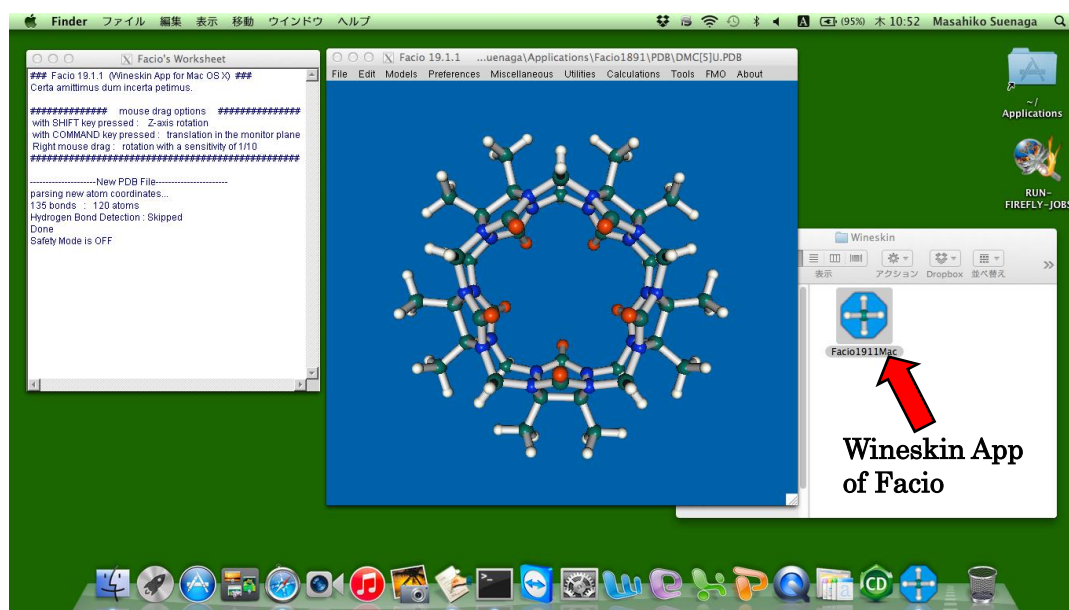 Finder ファイル 編集 表示 移動 ウインドウ ヘルプ
A (95%) 木 10:52 Masahiko Suenaga
X Facio's Worksheet
### Facio 19.1.1 (Wineskin App for Mac OS X) ###
Certa amittimus dum incerta petimus.
############## mouse drag options ###############
with SHIFT key pressed : Z-axis rotation
with COMMAND key pressed : translation in the monitor plane
Right mouse drag : rotation with a sensitivity of 1/10
##################################################
----------------------New PDB File------------------------
parsing new atom coordinates...
135 bonds : 120 atoms
Hydrogen Bond Detection : Skipped
Done
Safety Mode is OFF
X Facio 19.1.1 ...uenaga\Applications\Facio1891\PDB\DMC[5]U.PDB
File Edit Models Preferences Miscellaneous Utilities Calculations Tools FMO About
~/
Applications
RUN-
FIREFLY-JOBS
Wineskin
表示 アクション Dropbox 並べ替え
Facio1911Mac
Wineskin App
of Facio
CD